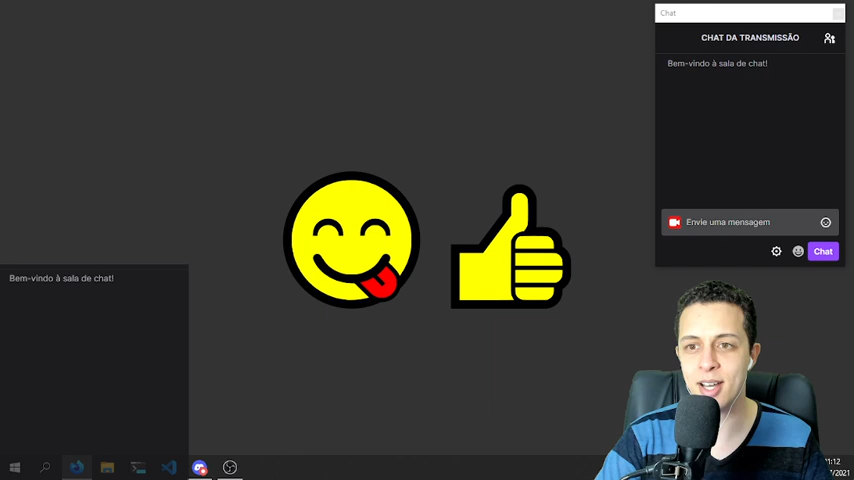 Chat
CHAT DA TRANSMISSÃO
Bem-vindo à sala de chat!
Envie uma mensagem
Chat
Bem-vindo à sala de chat!